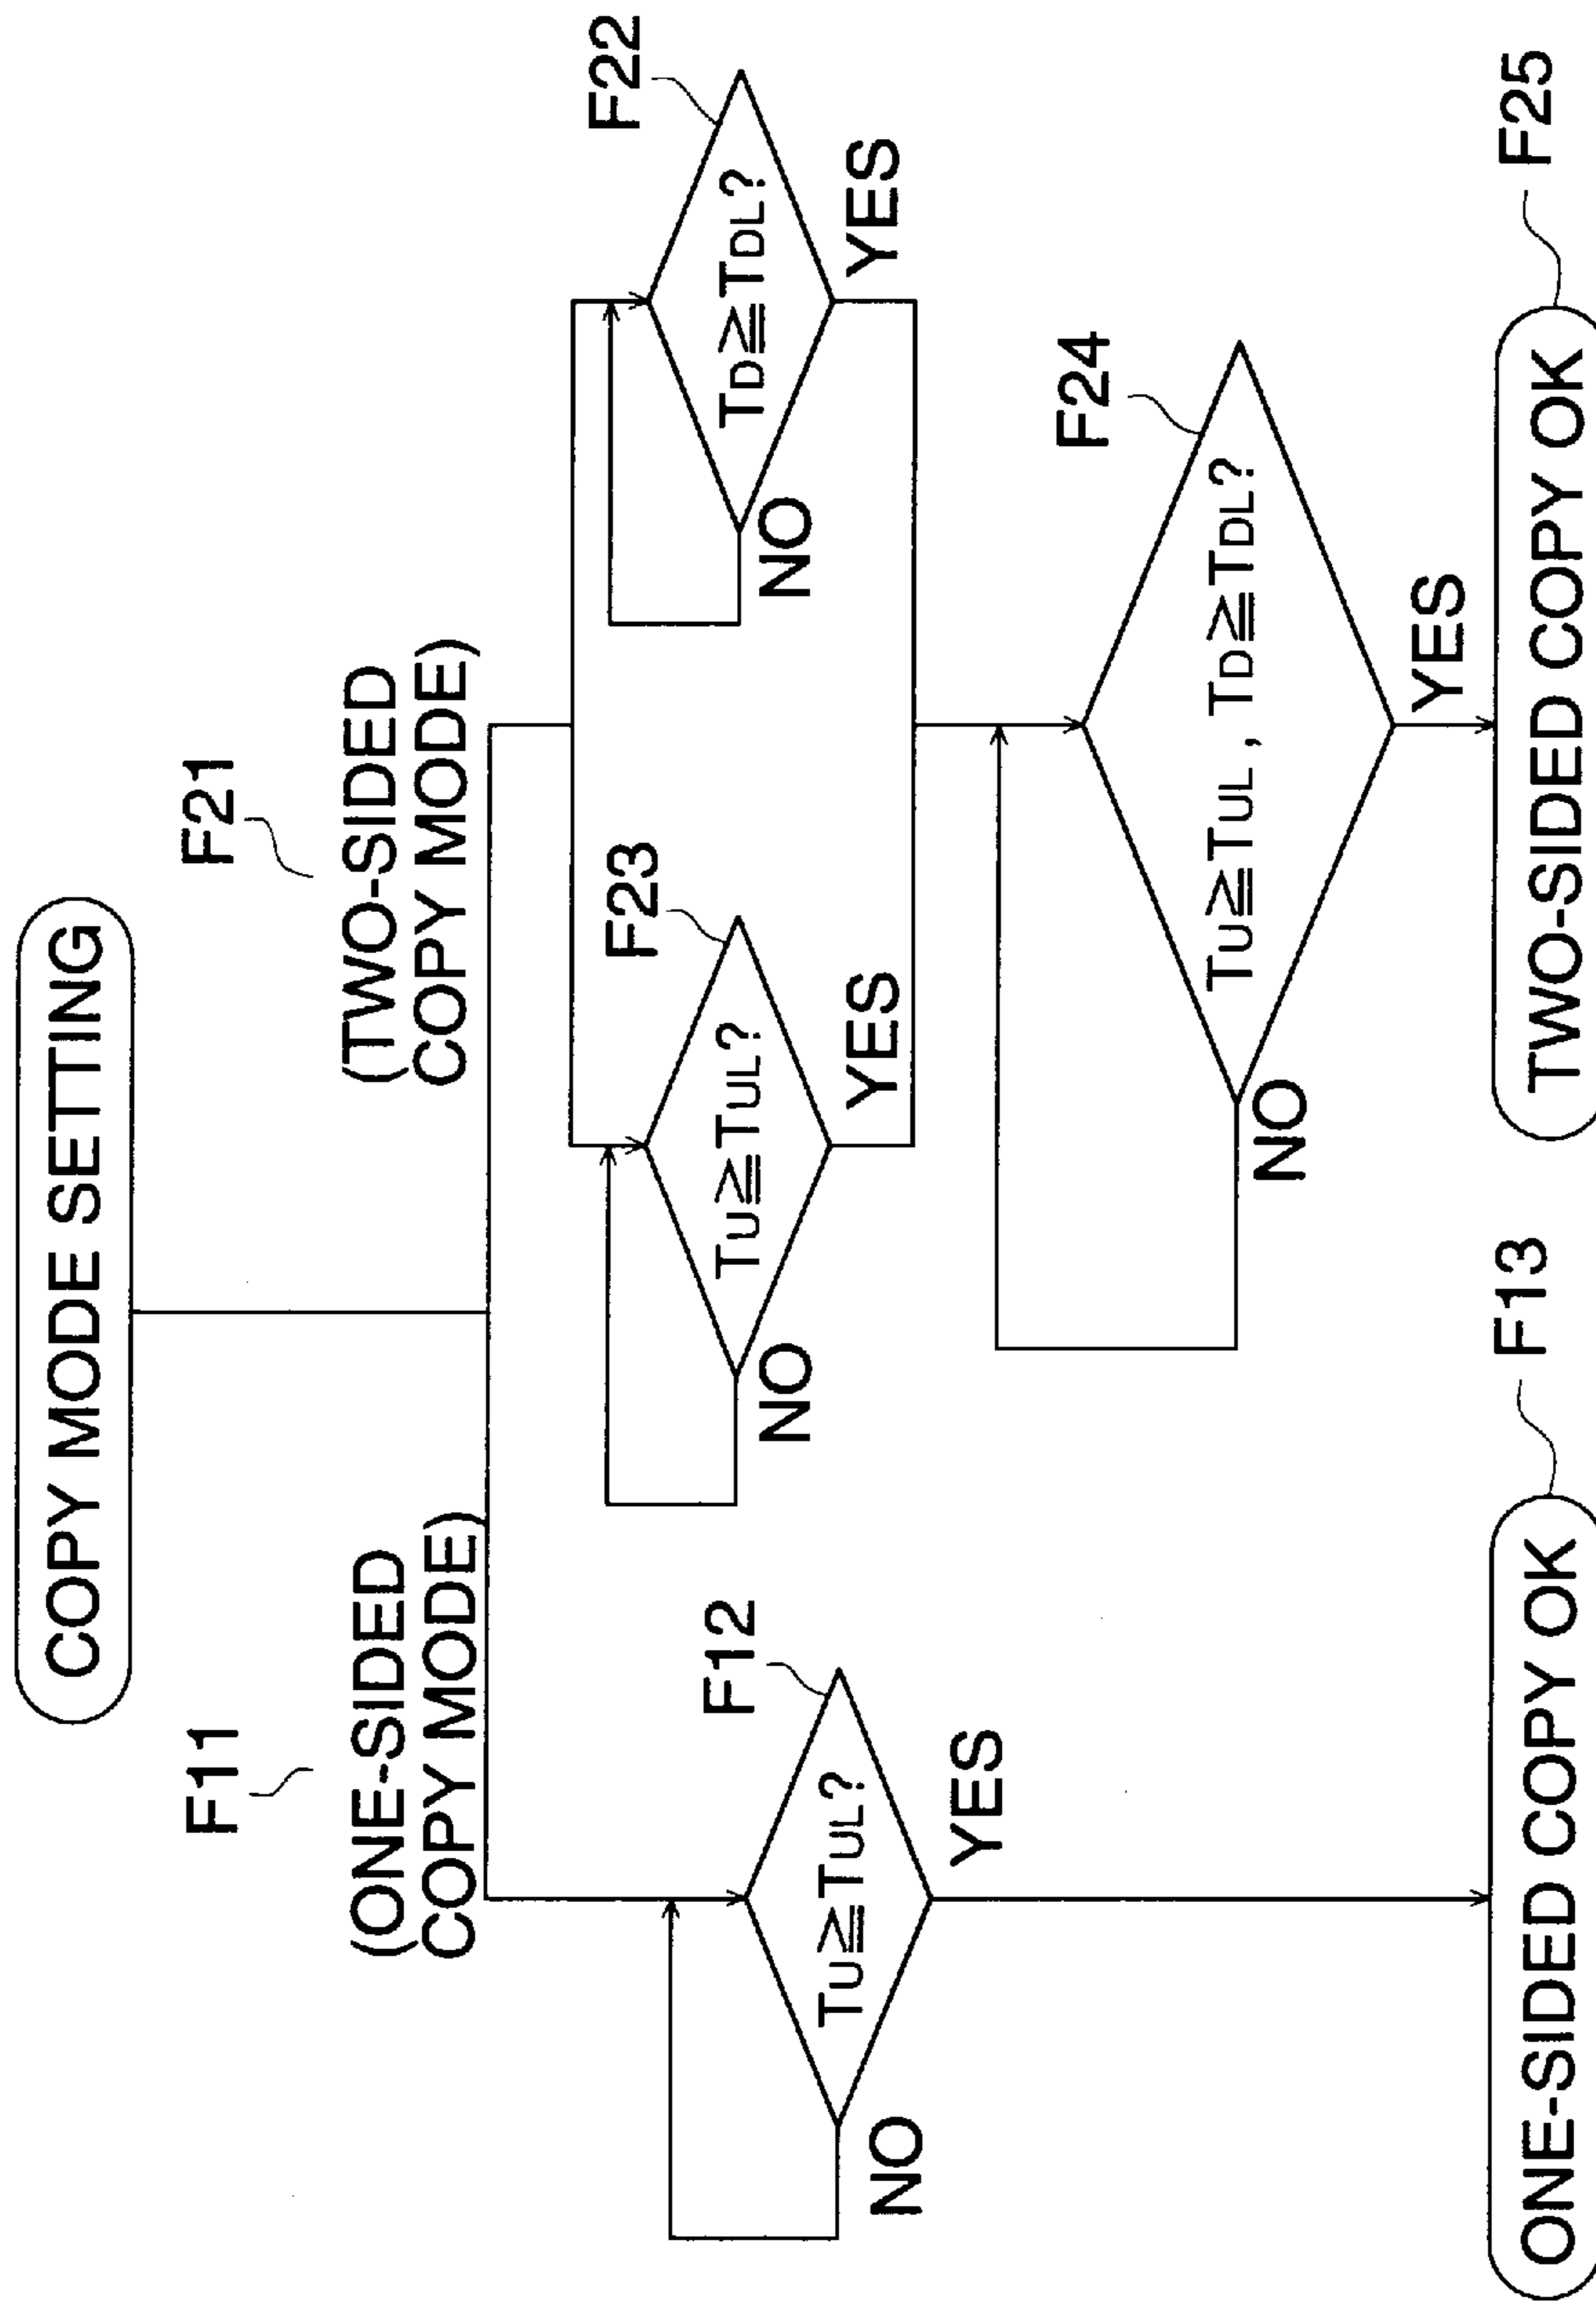 COPY MODE SETTING
F11
(ONE-SIDED
COPY MODE)
F21
(TWO-SIDED
COPY MODE)
F12
TU≧TUL?
NO
YES
F23
TU≧TUL?
NO
YES
F22
TD≧TDL?
NO
YES
F24
TU≧TUL, TD≧TDL?
NO
YES
F13
ONE-SIDED COPY OK
F25
TWO-SIDED COPY OK